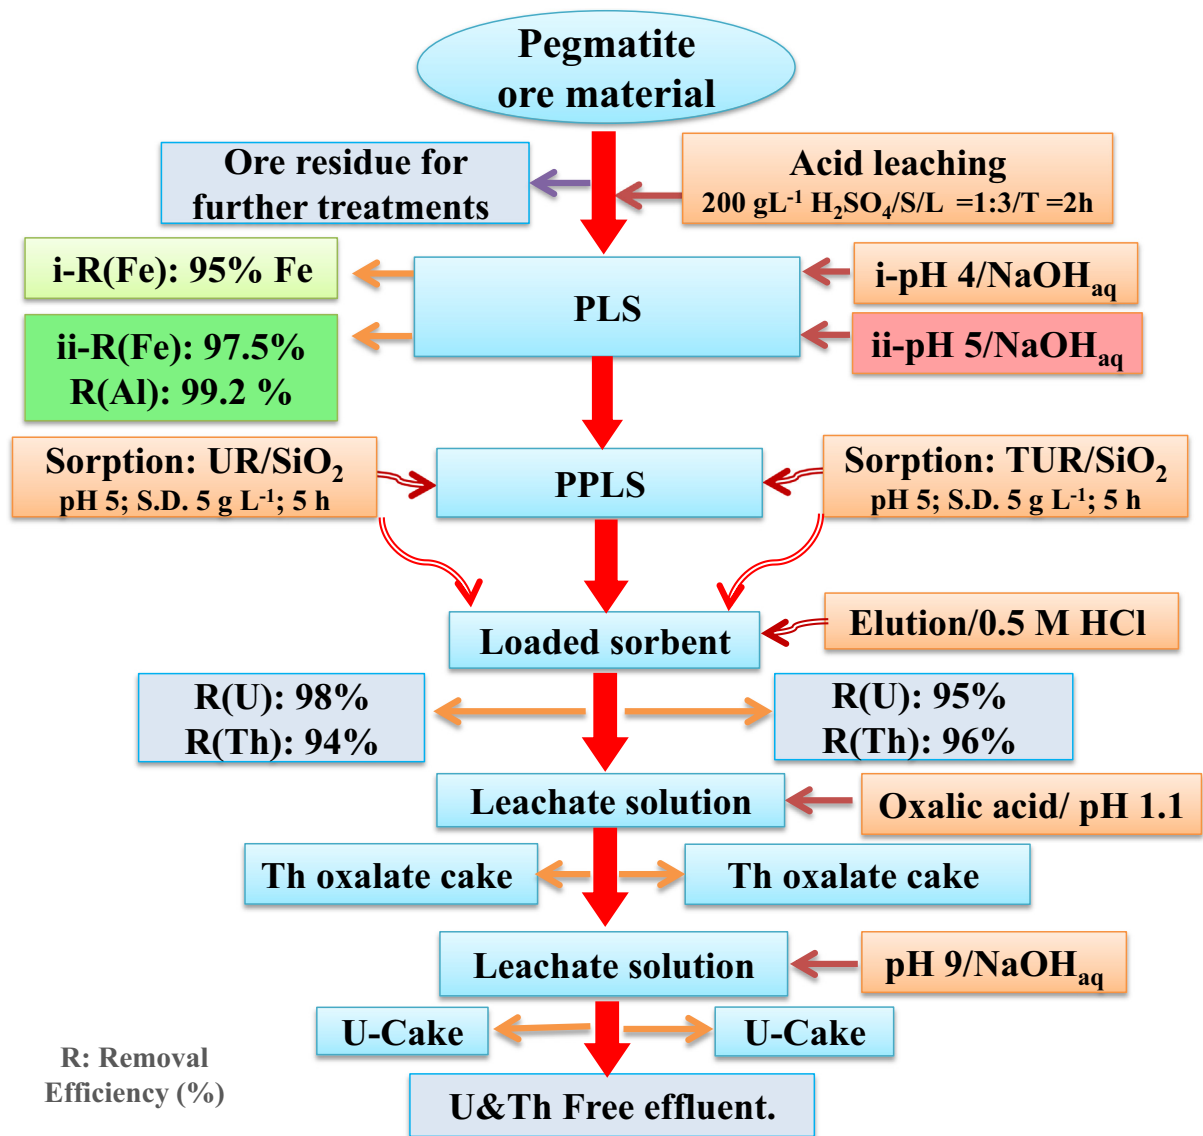 Pegmatite
ore material
Ore residue for
further treatments
Acid leaching
200 gL⁻¹ H₂SO₄/S/L =1:3/T =2h
i-R(Fe): 95% Fe
PLS
i-pH 4/NaOHaq
ii-R(Fe): 97.5%
R(Al): 99.2 %
ii-pH 5/NaOHaq
Sorption: UR/SiO₂
pH 5; S.D. 5 g L⁻¹; 5 h
PPLS
Sorption: TUR/SiO₂
pH 5; S.D. 5 g L⁻¹; 5 h
Loaded sorbent
Elution/0.5 M HCl
R(U): 98%
R(Th): 94%
R(U): 95%
R(Th): 96%
Leachate solution
Oxalic acid/ pH 1.1
Th oxalate cake
Th oxalate cake
Leachate solution
pH 9/NaOHaq
U-Cake
U-Cake
R: Removal
Efficiency (%)
U&Th Free effluent.